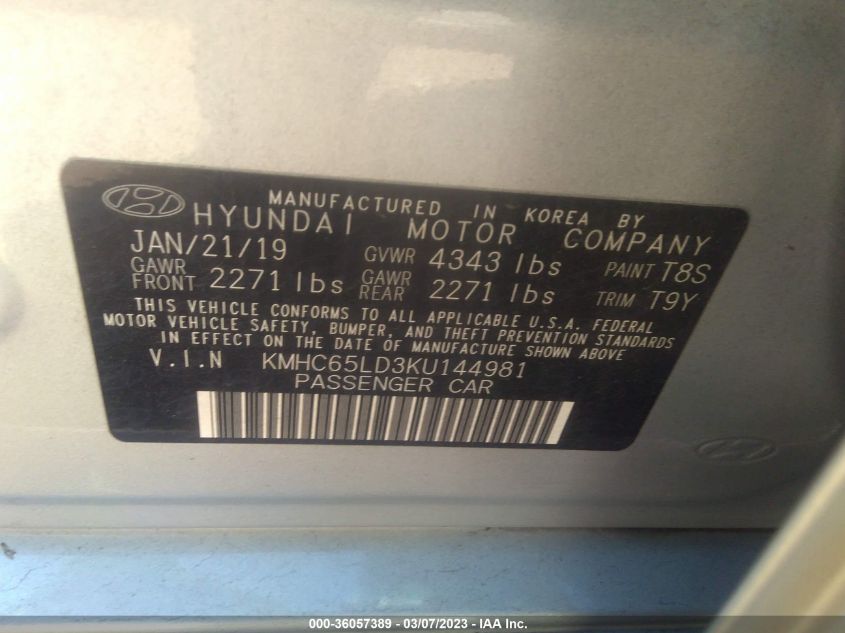 MANUFACTURED IN KOREA BY
HYUNDAI MOTOR COMPANY
JAN/21/19 GVWR 4343 lbs PAINT T8S
GAWR FRONT 2271 lbs GAWR REAR 2271 lbs TRIM T9Y
THIS VEHICLE CONFORMS TO ALL APPLICABLE U.S.A. FEDERAL
MOTOR VEHICLE SAFETY, BUMPER, AND THEFT PREVENTION STANDARDS
IN EFFECT ON THE DATE OF MANUFACTURE SHOWN ABOVE
V.I.N KMHC65LD3KU144981
PASSENGER CAR
000-36057389 - 03/07/2023 - IAA Inc.